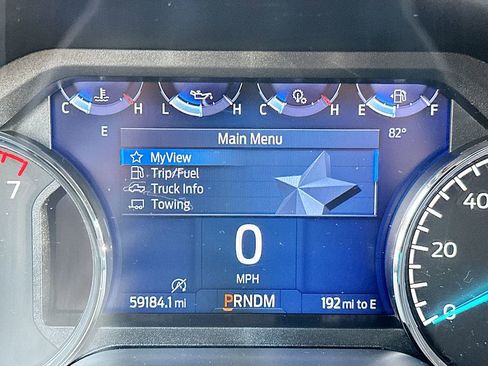 C H L H C H E F
E 82°
Main Menu
MyView
Trip/Fuel
Truck Info
Towing
7
40
20
0
0
MPH
59184.1 mi PRNDM 192 mi to E